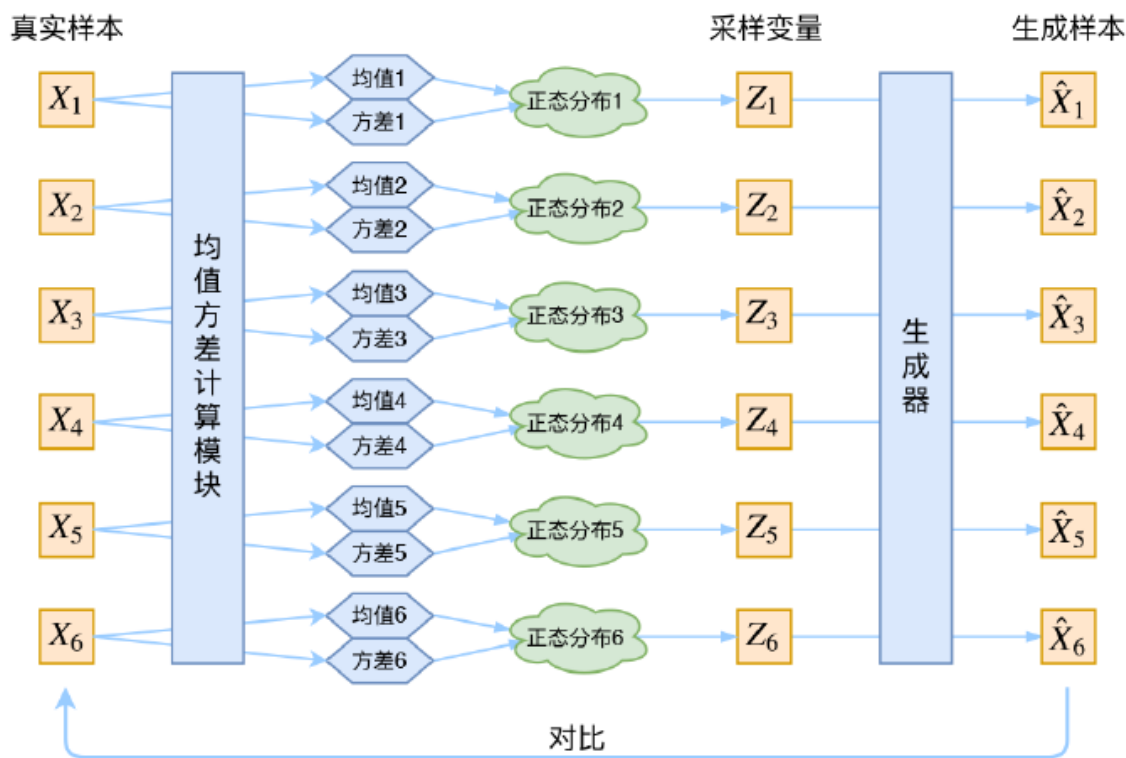 真实样本 采样变量 生成样本
X1 均值1 方差1 正态分布1 Z1 X̂1
X2 均值2 方差2 正态分布2 Z2 X̂2
X3 均值3 方差3 正态分布3 Z3 X̂3
X4 均值4 方差4 正态分布4 Z4 X̂4
X5 均值5 方差5 正态分布5 Z5 X̂5
X6 均值6 方差6 正态分布6 Z6 X̂6
均值方差计算模块
生成器
对比